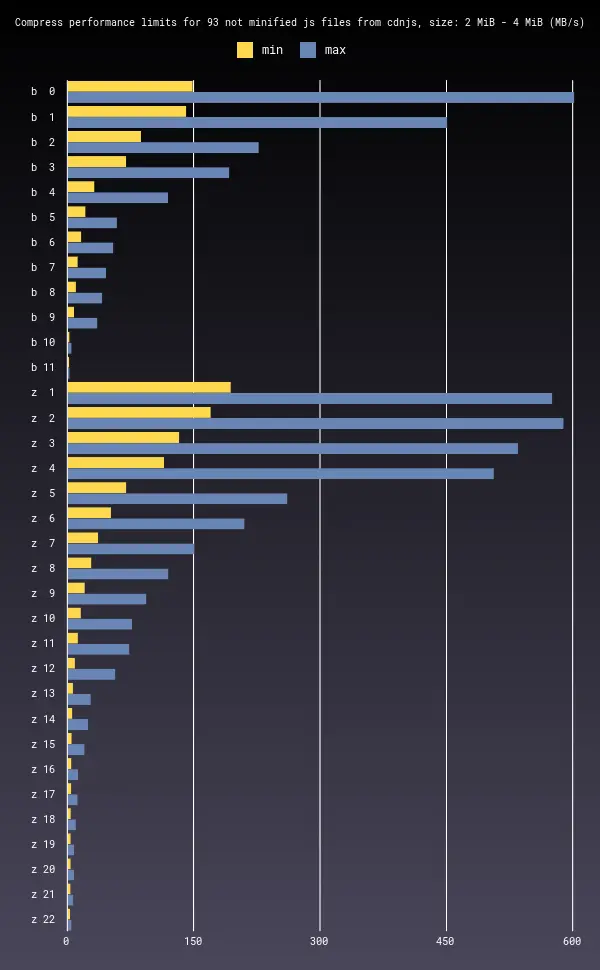 Compress performance limits for 93 not minified js files from cdnjs, size: 2 MiB - 4 MiB (MB/s)
min max
b 0
b 1
b 2
b 3
b 4
b 5
b 6
b 7
b 8
b 9
b 10
b 11
z 1
z 2
z 3
z 4
z 5
z 6
z 7
z 8
z 9
z 10
z 11
z 12
z 13
z 14
z 15
z 16
z 17
z 18
z 19
z 20
z 21
z 22
0 150 300 450 600